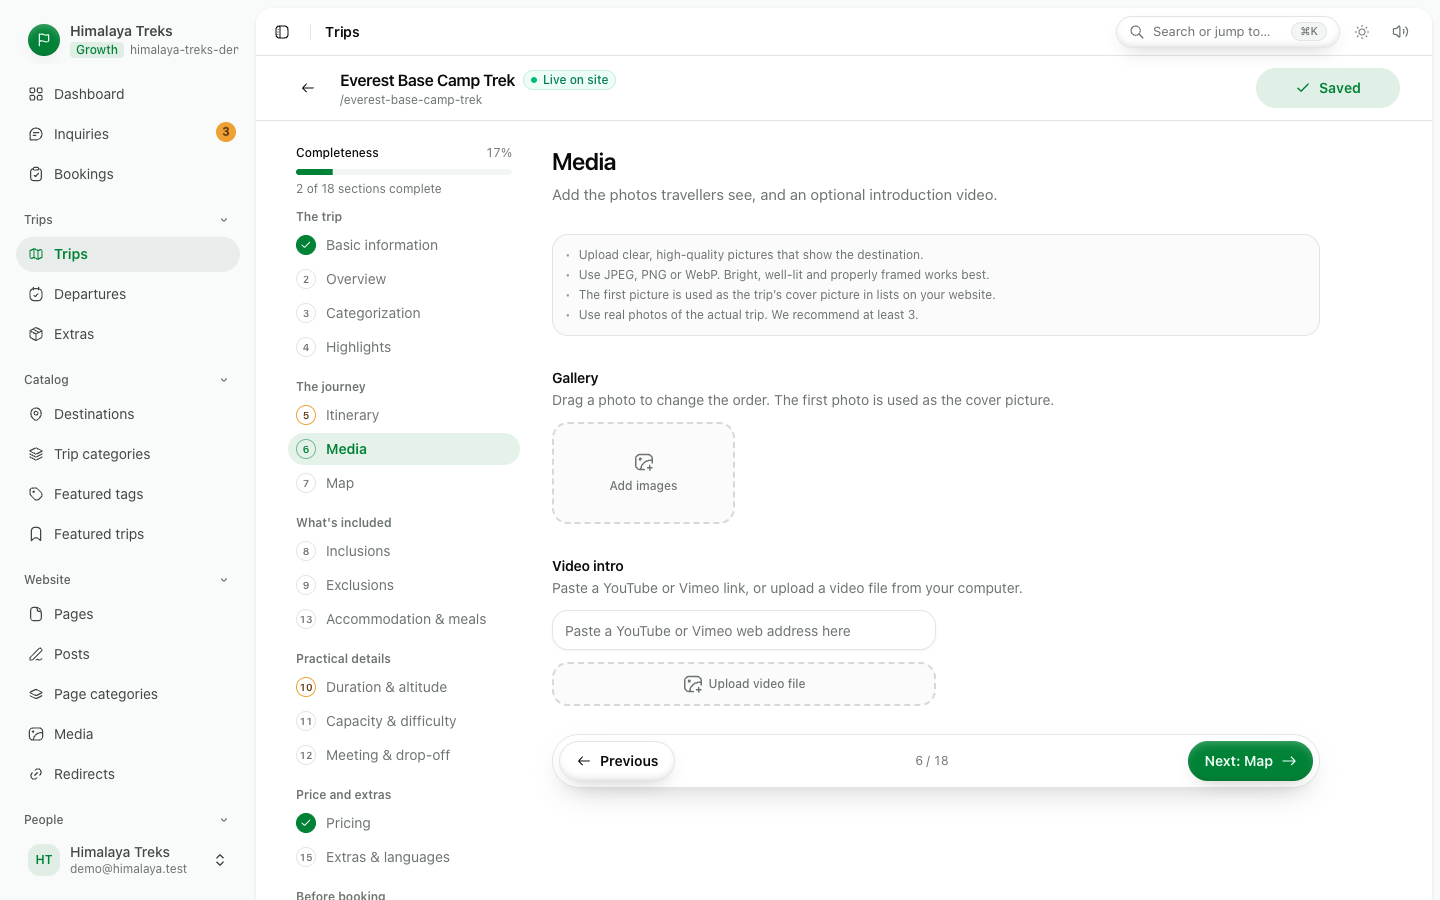 Himalaya Treks
Growth himalaya-treks-der
Dashboard
Inquiries
3
Bookings
Trips
Trips
Departures
Extras
Catalog
Destinations
Trip categories
Featured tags
Featured trips
Website
Pages
Posts
Page categories
Media
Redirects
People
HT
Himalaya Treks
demo@himalaya.test
Trips
Search or jump to...
⌘K
Everest Base Camp Trek
Live on site
/everest-base-camp-trek
Saved
Completeness
17%
2 of 18 sections complete
The trip
Basic information
2 Overview
3 Categorization
4 Highlights
The journey
5 Itinerary
6 Media
7 Map
What's included
8 Inclusions
9 Exclusions
13 Accommodation & meals
Practical details
10 Duration & altitude
11 Capacity & difficulty
12 Meeting & drop-off
Price and extras
Pricing
15 Extras & languages
Before booking
Media
Add the photos travellers see, and an optional introduction video.
• Upload clear, high-quality pictures that show the destination.
• Use JPEG, PNG or WebP. Bright, well-lit and properly framed works best.
• The first picture is used as the trip's cover picture in lists on your website.
• Use real photos of the actual trip. We recommend at least 3.
Gallery
Drag a photo to change the order. The first photo is used as the cover picture.
Add images
Video intro
Paste a YouTube or Vimeo link, or upload a video file from your computer.
Paste a YouTube or Vimeo web address here
Upload video file
Previous
6 / 18
Next: Map